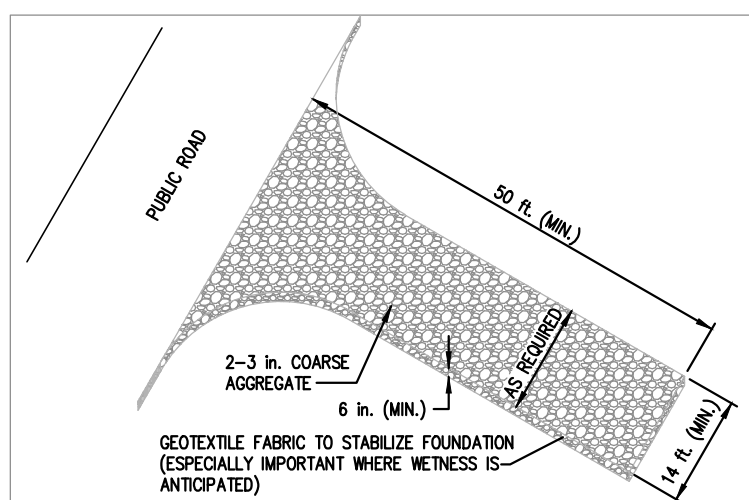 PUBLIC ROAD
50 ft. (MIN.)
AS REQUIRED
2-3 in. COARSE
AGGREGATE
6 in. (MIN.)
14 ft. (MIN.)
GEOTEXTILE FABRIC TO STABILIZE FOUNDATION
(ESPECIALLY IMPORTANT WHERE WETNESS IS
ANTICIPATED)